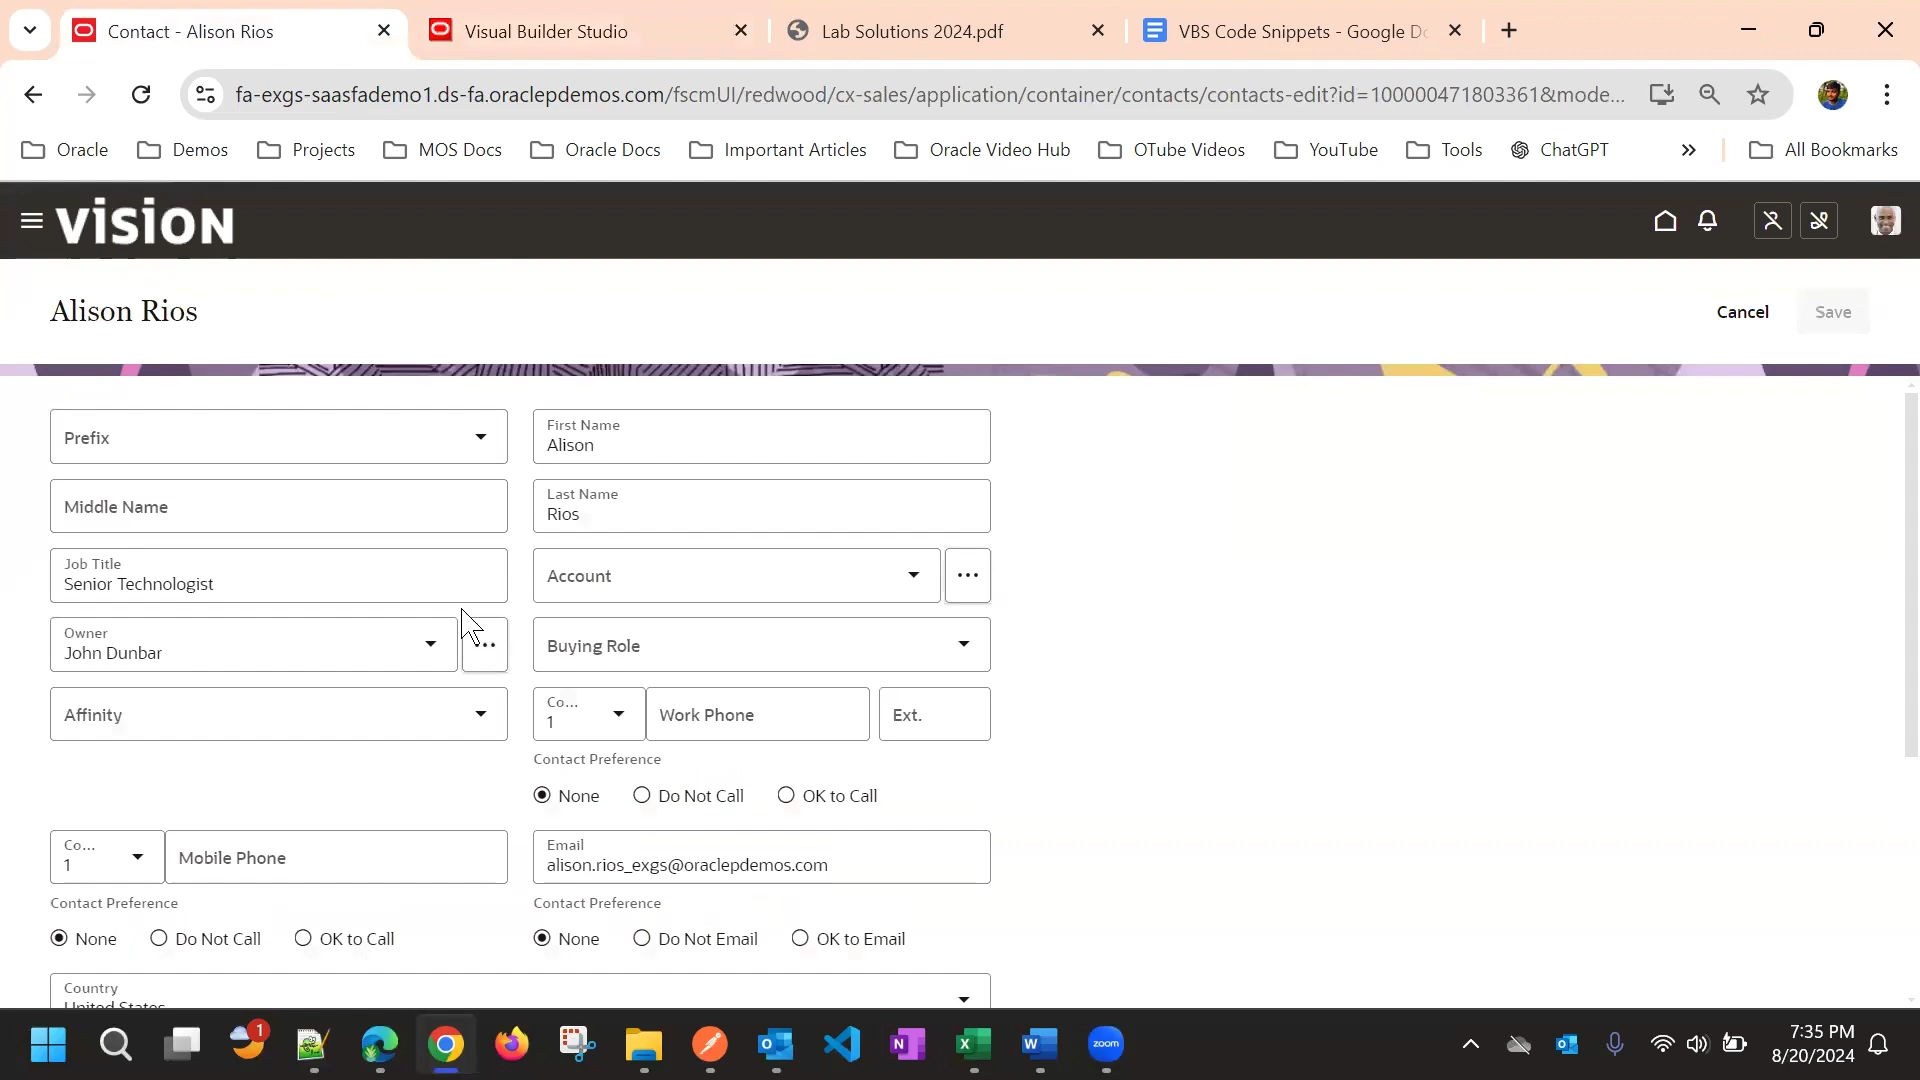 Contact - Alison Rios
Visual Builder Studio
Lab Solutions 2024.pdf
VBS Code Snippets - Google Do
fa-exgs-saasfademo1.ds-fa.oraclepdemos.com/fscmUI/redwood/cx-sales/application/container/contacts/contacts-edit?id=100000471803361&mode...
Oracle
Demos
Projects
MOS Docs
Oracle Docs
Important Articles
Oracle Video Hub
OTube Videos
YouTube
Tools
ChatGPT
All Bookmarks
VISION
Alison Rios
Cancel
Save
Prefix
First Name
Alison
Middle Name
Last Name
Rios
Job Title
Senior Technologist
Account
Owner
John Dunbar
Buying Role
Affinity
Co...
1
Work Phone
Ext.
Contact Preference
None
Do Not Call
OK to Call
Co...
1
Mobile Phone
Email
alison.rios_exgs@oraclepdemos.com
Contact Preference
Contact Preference
None
Do Not Call
OK to Call
None
Do Not Email
OK to Email
Country
United States
1
zoom
7:35 PM
8/20/2024